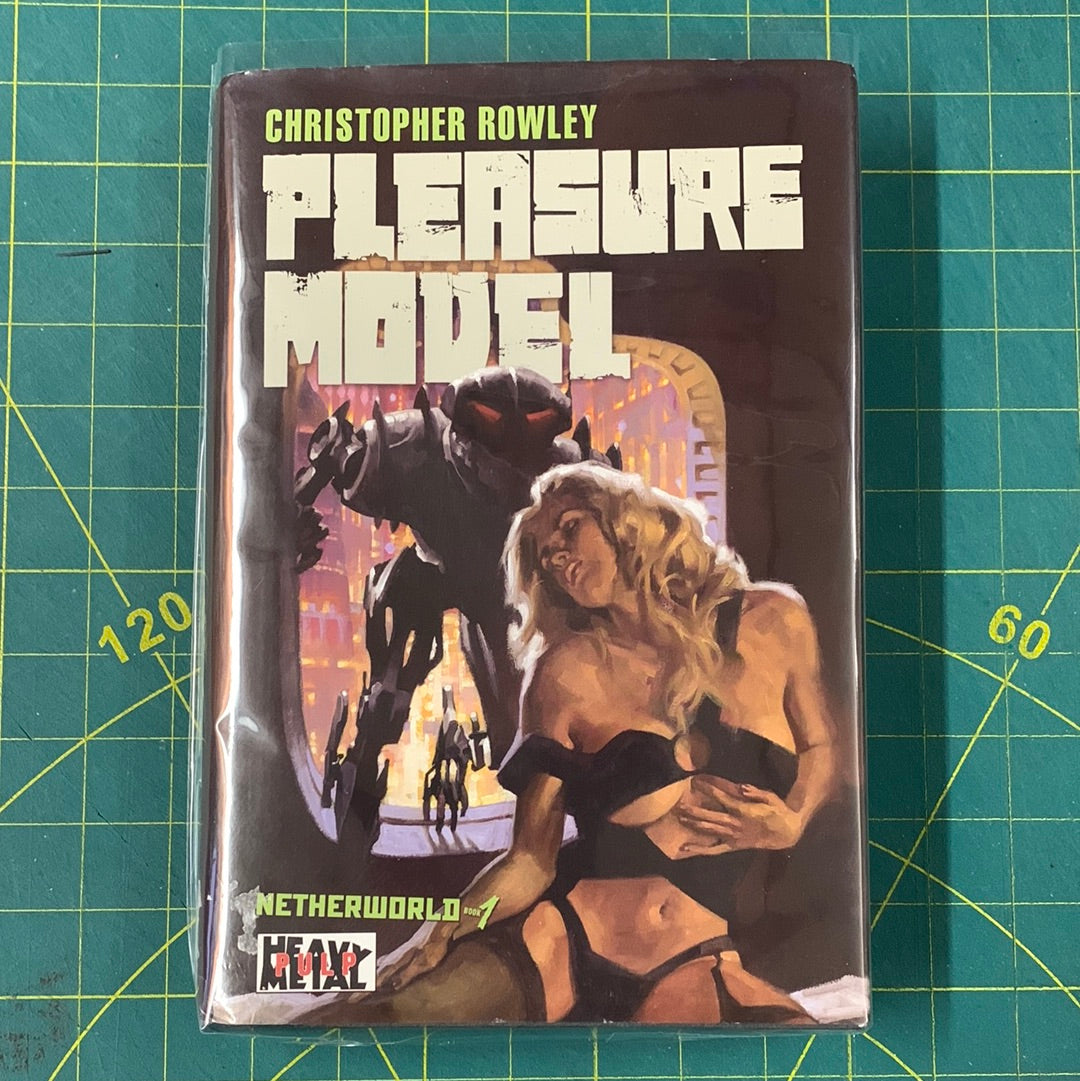 CHRISTOPHER ROWLEY
PLEASURE
MODEL
120
60
NETHERWORLD BOOK 1
HEAVY
PULP
METAL